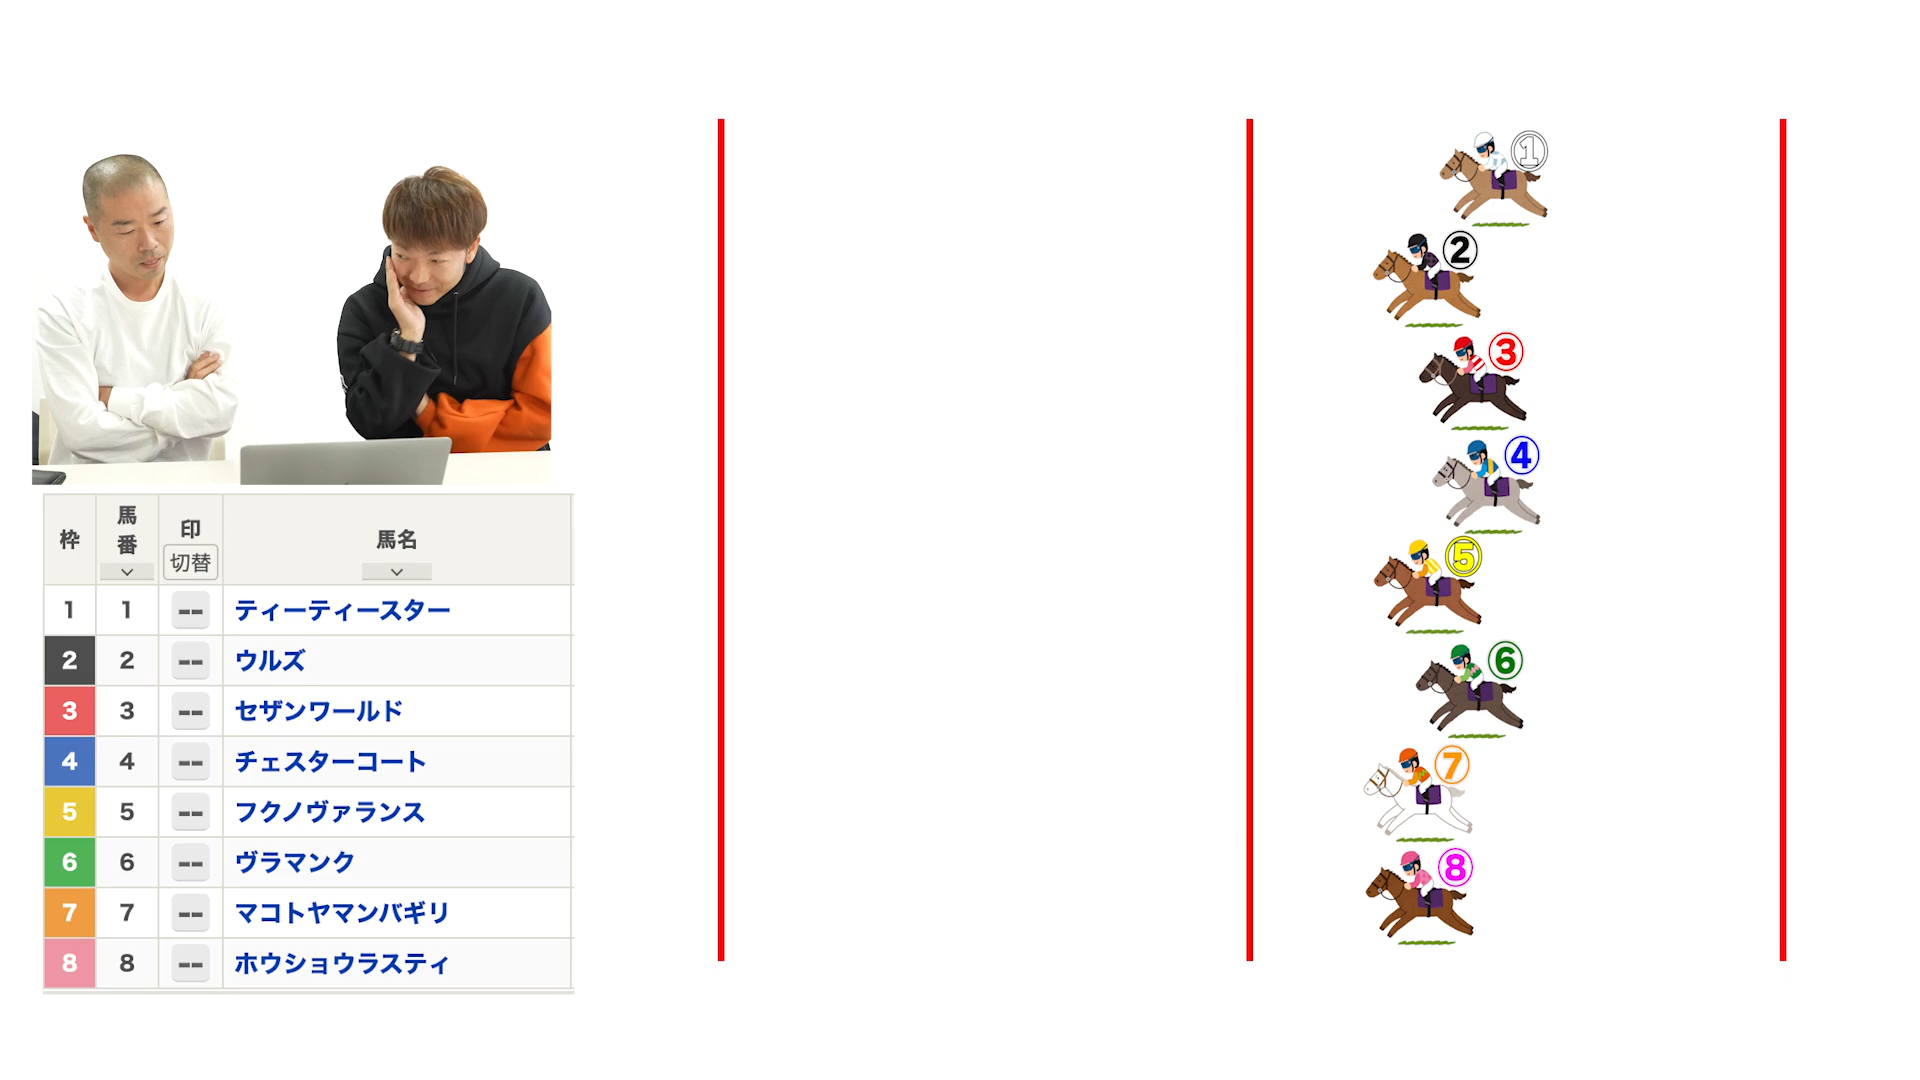 枠 馬番 印 馬名
切替
1 1 -- ティーティースター
2 2 -- ウルズ
3 3 -- セザンワールド
4 4 -- チェスターコート
5 5 -- フクノヴァランス
6 6 -- ヴラマンク
7 7 -- マコトヤマンバギリ
8 8 -- ホウショウラスティ
①
②
③
④
⑤
⑥
⑦
⑧